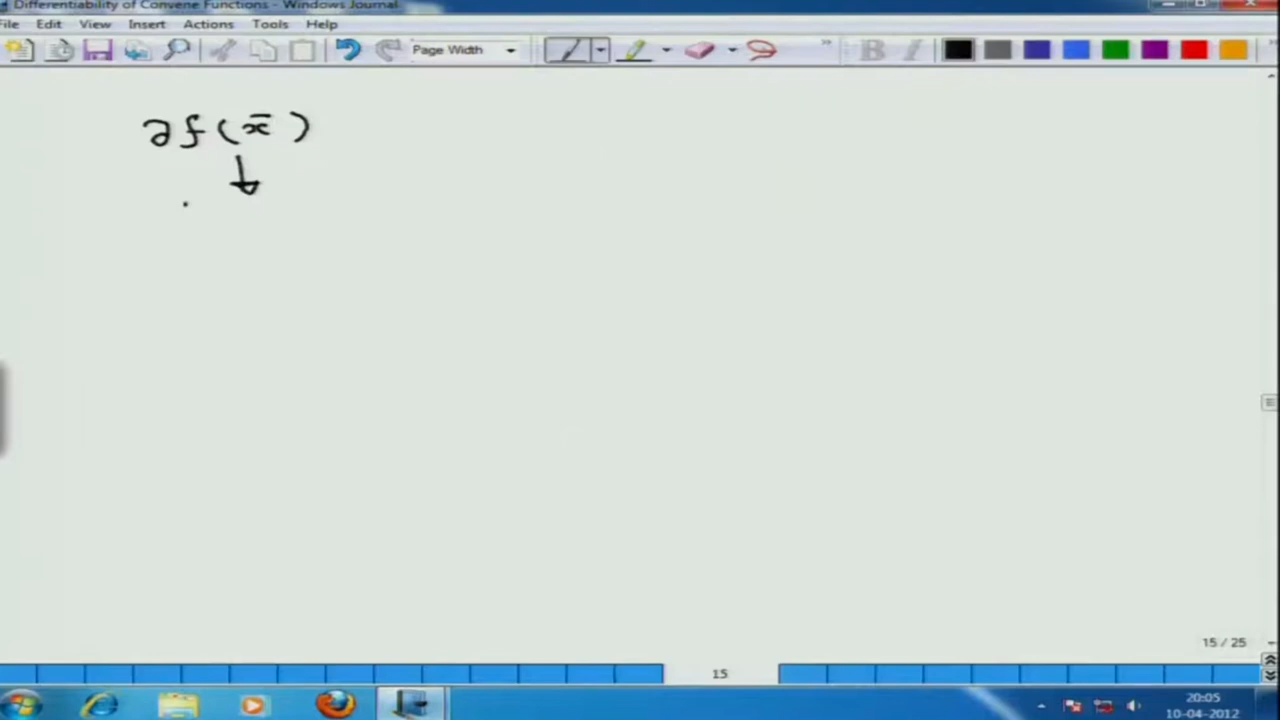 Differentiability of Convene Functions - Windows Journal
File Edit View Insert Actions Tools Help
Page Width B I
∂f(x̄)
↓
15 / 25
15
20:05
10-04-2012